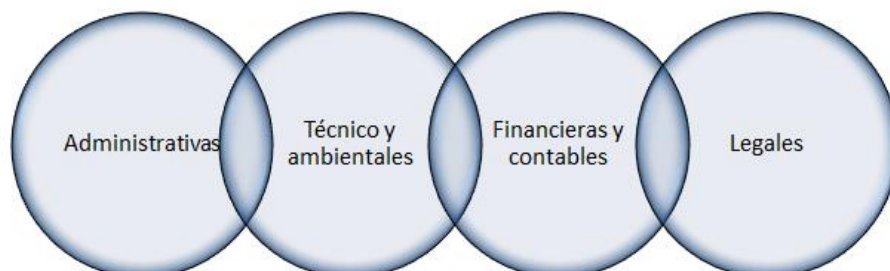 Administrativas
Técnico y
ambientales
Financieras y
contables
Legales